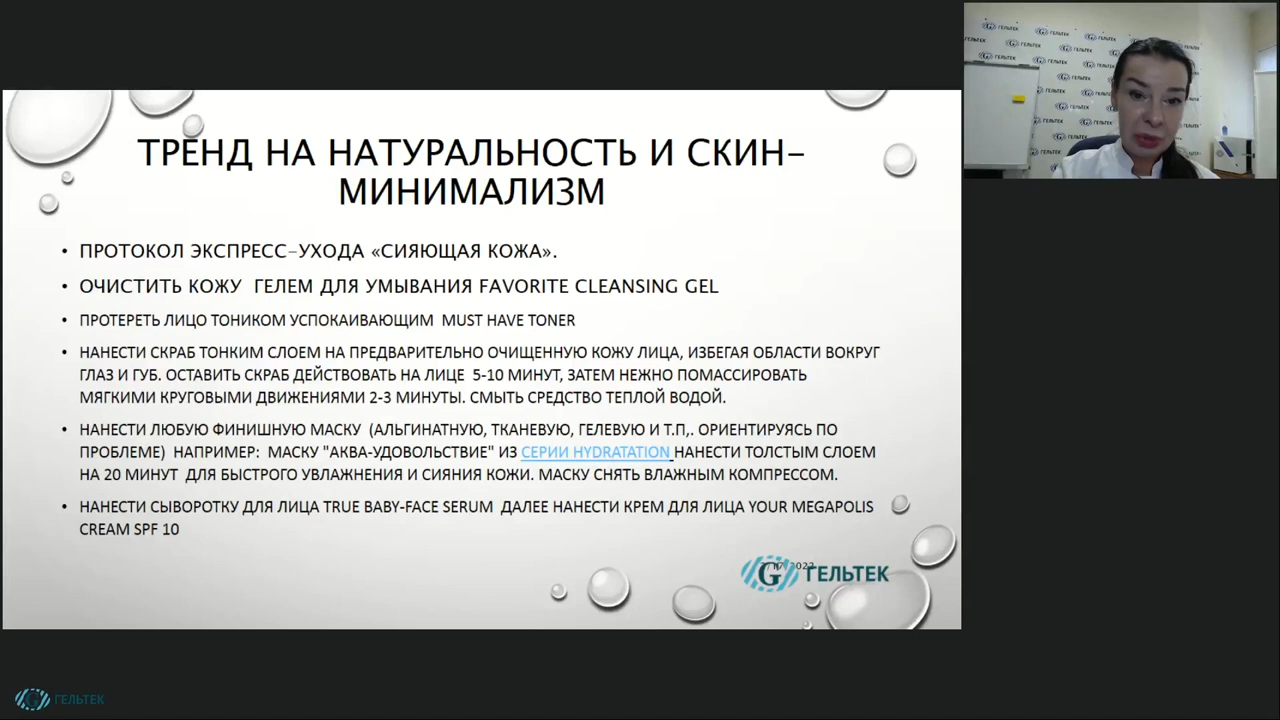 ТРЕНД НА НАТУРАЛЬНОСТЬ И СКИН-
МИНИМАЛИЗМ
• ПРОТОКОЛ ЭКСПРЕСС-УХОДА «СИЯЮЩАЯ КОЖА».
• ОЧИСТИТЬ КОЖУ ГЕЛЕМ ДЛЯ УМЫВАНИЯ FAVORITE CLEANSING GEL
• ПРОТЕРЕТЬ ЛИЦО ТОНИКОМ УСПОКАИВАЮЩИМ MUST HAVE TONER
• НАНЕСТИ СКРАБ ТОНКИМ СЛОЕМ НА ПРЕДВАРИТЕЛЬНО ОЧИЩЕННУЮ КОЖУ ЛИЦА, ИЗБЕГАЯ ОБЛАСТИ ВОКРУГ
ГЛАЗ И ГУБ. ОСТАВИТЬ СКРАБ ДЕЙСТВОВАТЬ НА ЛИЦЕ 5-10 МИНУТ, ЗАТЕМ НЕЖНО ПОМАССИРОВАТЬ
МЯГКИМИ КРУГОВЫМИ ДВИЖЕНИЯМИ 2-3 МИНУТЫ. СМЫТЬ СРЕДСТВО ТЕПЛОЙ ВОДОЙ.
• НАНЕСТИ ЛЮБУЮ ФИНИШНУЮ МАСКУ (АЛЬГИНАТНУЮ, ТКАНЕВУЮ, ГЕЛЕВУЮ И Т.П,. ОРИЕНТИРУЯСЬ ПО
ПРОБЛЕМЕ) НАПРИМЕР: МАСКУ "АКВА-УДОВОЛЬСТВИЕ" ИЗ СЕРИИ HYDRATATION НАНЕСТИ ТОЛСТЫМ СЛОЕМ
НА 20 МИНУТ ДЛЯ БЫСТРОГО УВЛАЖНЕНИЯ И СИЯНИЯ КОЖИ. МАСКУ СНЯТЬ ВЛАЖНЫМ КОМПРЕССОМ.
• НАНЕСТИ СЫВОРОТКУ ДЛЯ ЛИЦА TRUE BABY-FACE SERUM ДАЛЕЕ НАНЕСТИ КРЕМ ДЛЯ ЛИЦА YOUR MEGAPOLIS
CREAM SPF 10
ГЕЛЬТЕК
ГЕЛЬТЕК